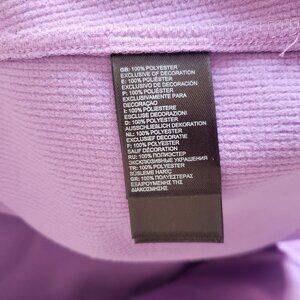 GB: 100% POLYESTER
EXCLUSIVE OF DECORATION
E: 100% POLIÉSTER
EXCLUSIVO DE DECORACIÓN
P: 100% POLIÉSTER
EXCLUSIVAMENTE PARA
DECORAÇAO
I: 100% POLIESTERE
ESCLUSE DECORAZIONI
D: 100% POLYESTER
AUSSCHLIEßLICH DEKORATION
NL: 100% POLYESTER
EXCLUSIEF DECORATIE
F: 100% POLYESTER
SAUF DÉCORATION
RU: 100% ПОЛИЭСТЕР
ЭКСКЛЮЗИВНЫЕ УКРАШЕНИЯ
TR: 100% POLYESTER
SÜSLEME HARİÇ
GR: 100% ΠΟΛΥΕΣΤΕΡΑΣ
ΕΞΑΙΡΟΥΜΕΝΗΣ ΤΗΣ
ΔΙΑΚΟΣΜΗΣΗΣ